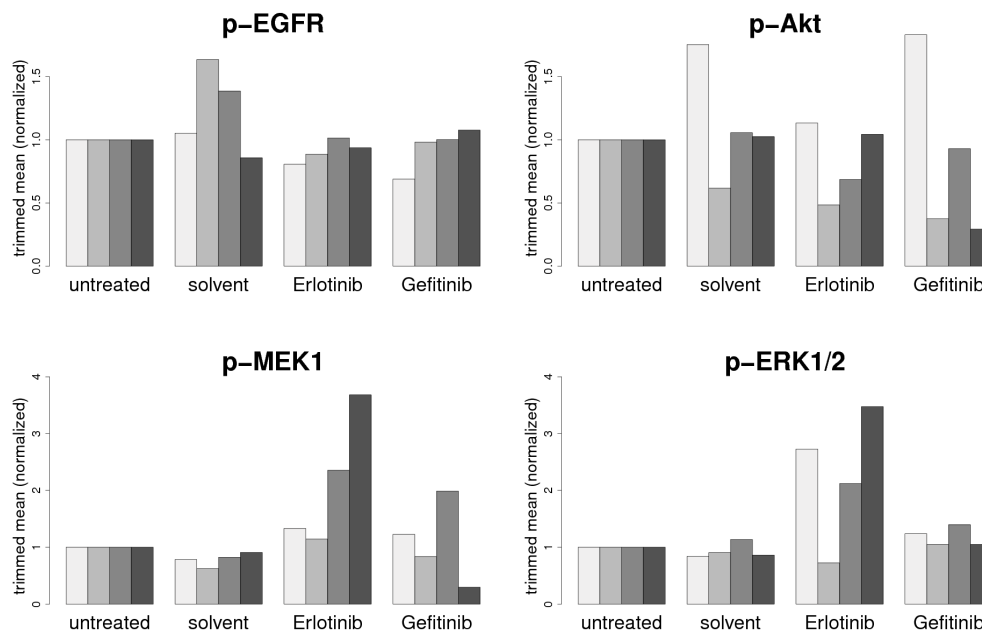 p−EGFR
trimmed mean (normalized)
0.0 0.5 1.0 1.5
untreated solvent Erlotinib Gefitinib
p−Akt
trimmed mean (normalized)
0.0 0.5 1.0 1.5
untreated solvent Erlotinib Gefitinib
p−MEK1
trimmed mean (normalized)
0 1 2 3 4
untreated solvent Erlotinib Gefitinib
p−ERK1/2
trimmed mean (normalized)
0 1 2 3 4
untreated solvent Erlotinib Gefitinib